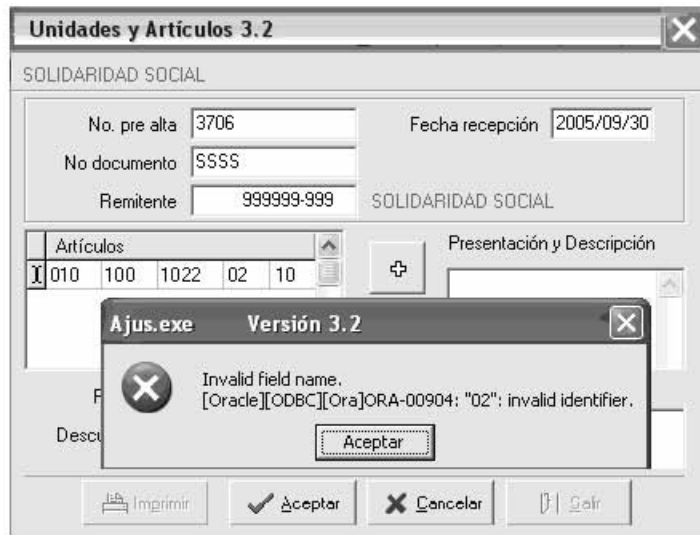 Unidades y Artículos 3.2
SOLIDARIDAD SOCIAL
No. pre alta 3706 Fecha recepción 2005/09/30
No documento SSSS
Remitente 999999-999 SOLIDARIDAD SOCIAL
Artículos Presentación y Descripción
010 100 1022 02 10
Ajus.exe Versión 3.2
Invalid field name.
[Oracle][ODBC][Ora]ORA-00904: "02": invalid identifier.
Aceptar
Imprimir Aceptar Cancelar Salir